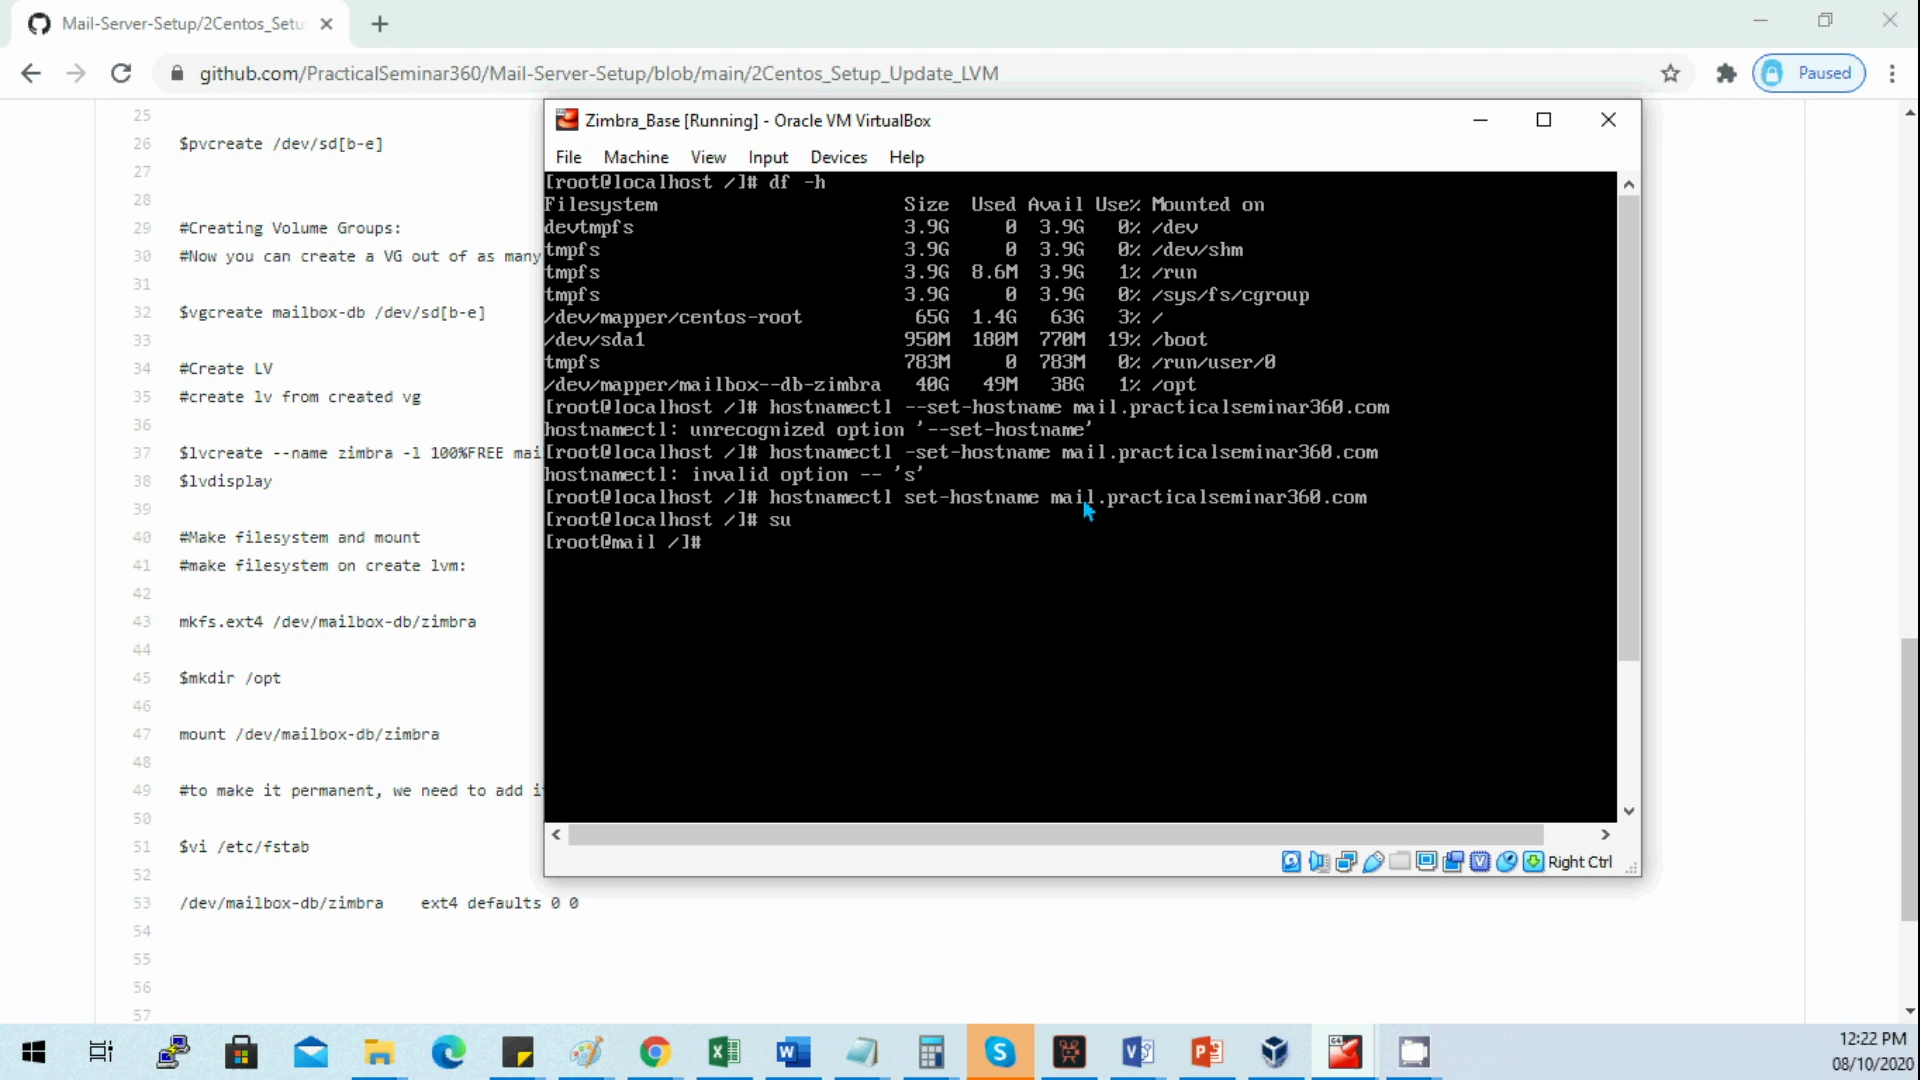 Mail-Server-Setup/2Centos_Setu
github.com/PracticalSeminar360/Mail-Server-Setup/blob/main/2Centos_Setup_Update_LVM
Paused
25
26 $pvcreate /dev/sd[b-e]
27
28
29 #Creating Volume Groups:
30 #Now you can create a VG out of as many
31
32 $vgcreate mailbox-db /dev/sd[b-e]
33
34 #Create LV
35 #create lv from created vg
36
37 $lvcreate --name zimbra -l 100%FREE mai
38 $lvdisplay
39
40 #Make filesystem and mount
41 #make filesystem on create lvm:
42
43 mkfs.ext4 /dev/mailbox-db/zimbra
44
45 $mkdir /opt
46
47 mount /dev/mailbox-db/zimbra
48
49 #to make it permanent, we need to add i
50
51 $vi /etc/fstab
52
53 /dev/mailbox-db/zimbra    ext4 defaults 0 0
54
55
56
57
Zimbra_Base [Running] - Oracle VM VirtualBox
File Machine View Input Devices Help
[root@localhost /]# df -h
Filesystem Size Used Avail Use% Mounted on
devtmpfs 3.9G 0 3.9G 0% /dev
tmpfs 3.9G 0 3.9G 0% /dev/shm
tmpfs 3.9G 8.6M 3.9G 1% /run
tmpfs 3.9G 0 3.9G 0% /sys/fs/cgroup
/dev/mapper/centos-root 65G 1.4G 63G 3% /
/dev/sda1 950M 180M 770M 19% /boot
tmpfs 783M 0 783M 0% /run/user/0
/dev/mapper/mailbox--db-zimbra 40G 49M 38G 1% /opt
[root@localhost /]# hostnamectl --set-hostname mail.practicalseminar360.com
hostnamectl: unrecognized option '--set-hostname'
[root@localhost /]# hostnamectl -set-hostname mail.practicalseminar360.com
hostnamectl: invalid option -- 's'
[root@localhost /]# hostnamectl set-hostname mail.practicalseminar360.com
[root@localhost /]# su
[root@mail /]#
Right Ctrl
12:22 PM
08/10/2020